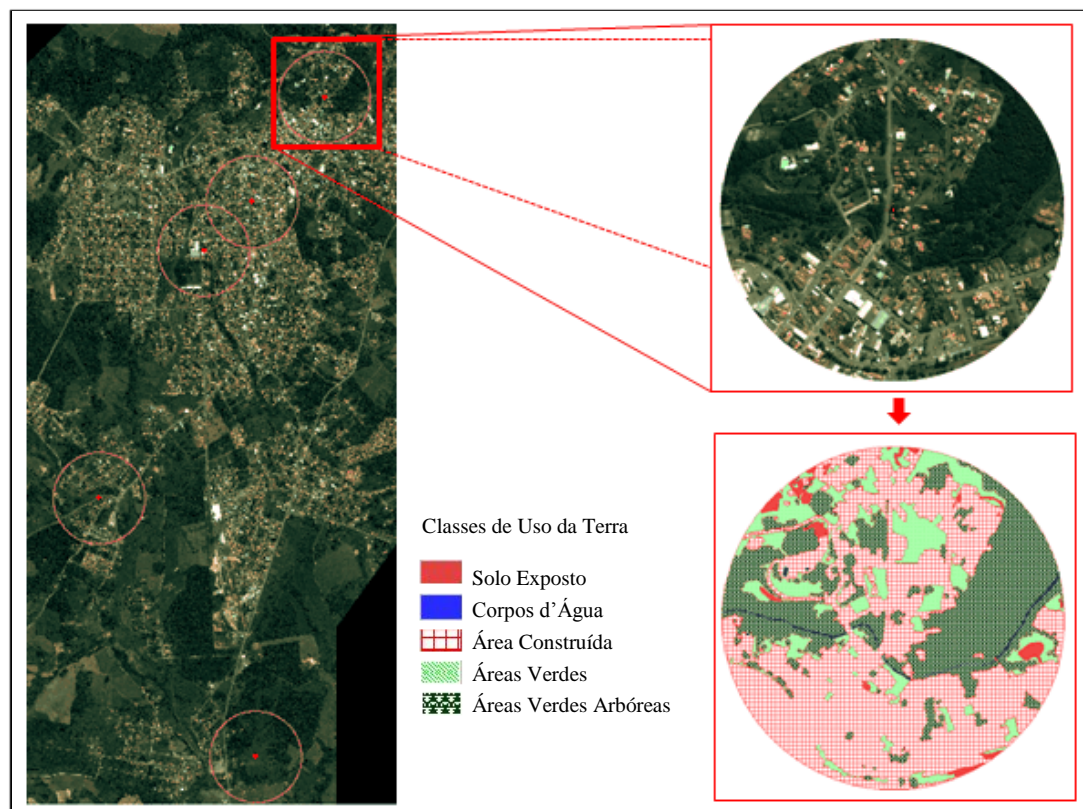 Classes de Uso da Terra
Solo Exposto
Corpos d’Água
Área Construída
Áreas Verdes
Áreas Verdes Arbóreas